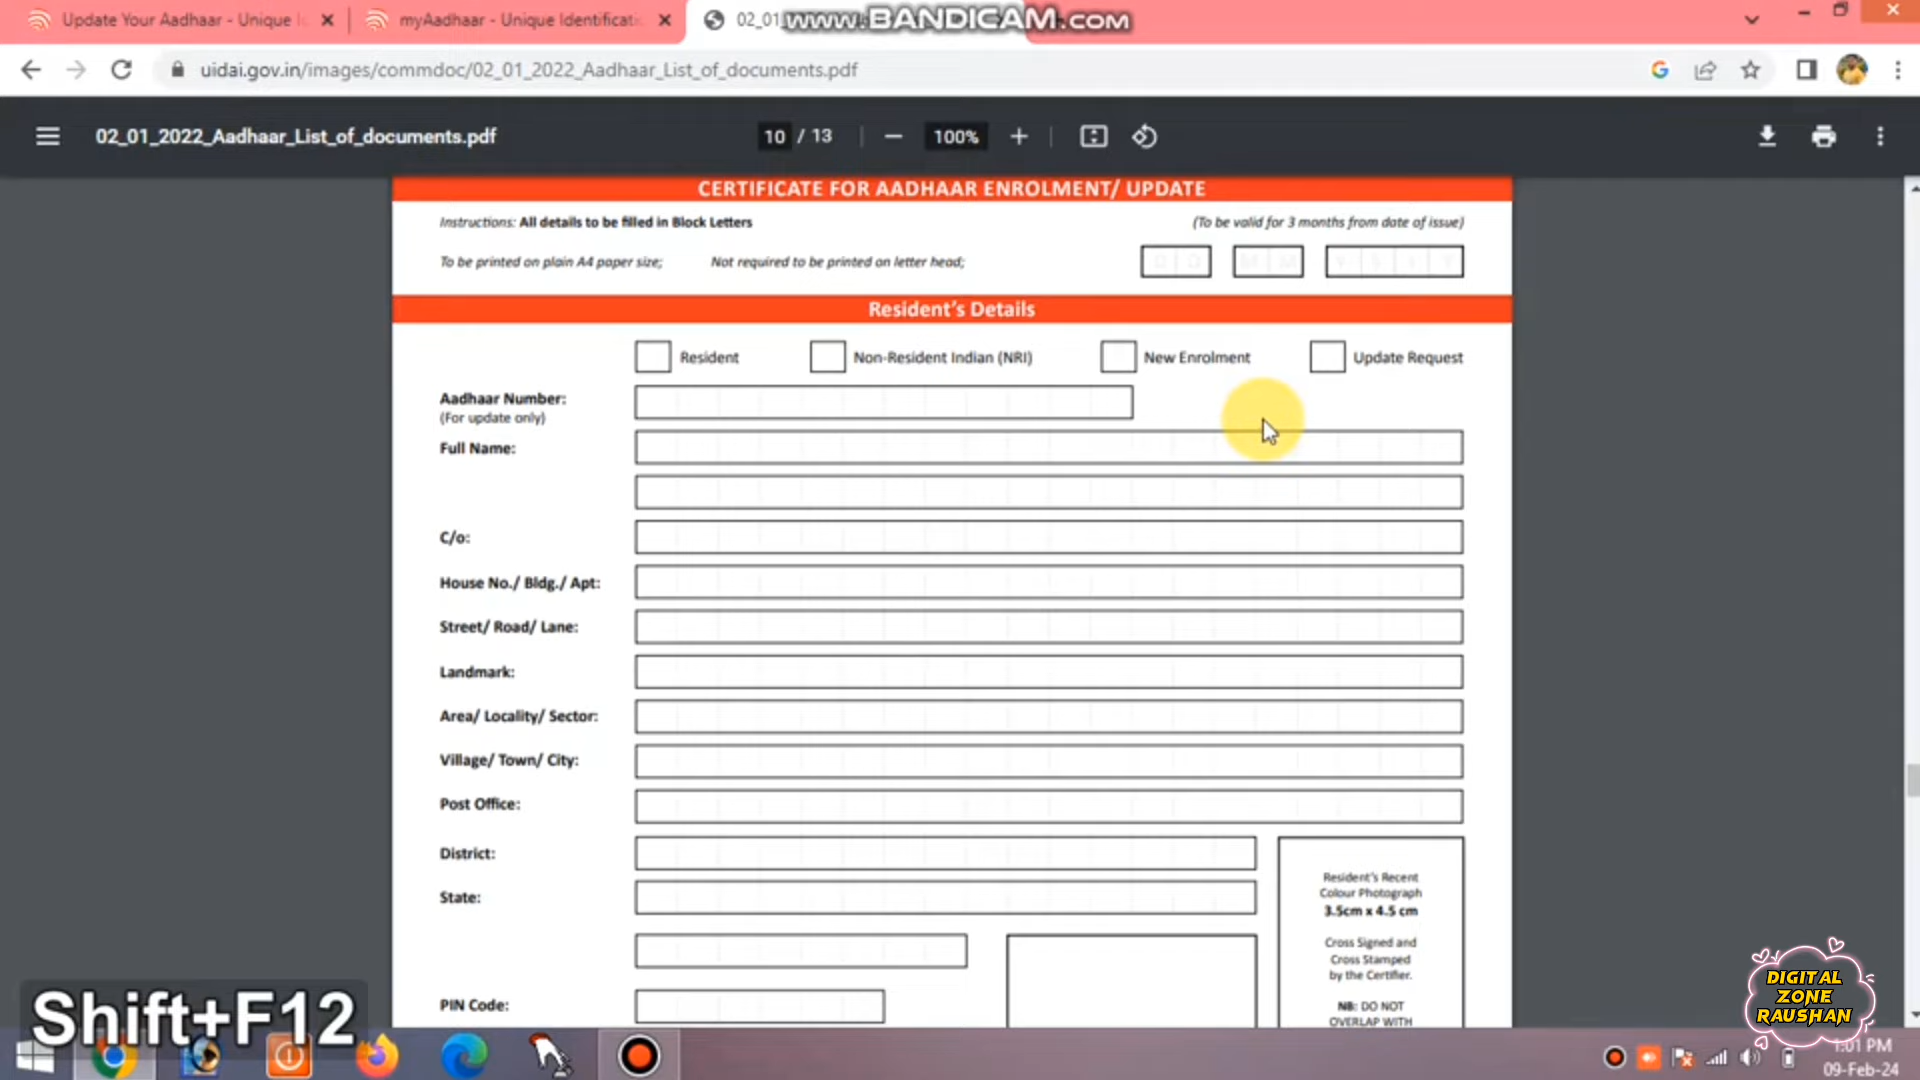 Update Your Aadhaar - Unique I
myAadhaar - Unique Identificati
02_01
www.BANDICAM.com
uidai.gov.in/images/commdoc/02_01_2022_Aadhaar_List_of_documents.pdf
02_01_2022_Aadhaar_List_of_documents.pdf
10 / 13
100%
CERTIFICATE FOR AADHAAR ENROLMENT/ UPDATE
Instructions: All details to be filled in Block Letters
(To be valid for 3 months from date of issue)
To be printed on plain A4 paper size;
Not required to be printed on letter head;
D D M M Y Y Y Y
Resident's Details
Resident
Non-Resident Indian (NRI)
New Enrolment
Update Request
Aadhaar Number:
(For update only)
Full Name:
C/o:
House No./ Bldg./ Apt:
Street/ Road/ Lane:
Landmark:
Area/ Locality/ Sector:
Village/ Town/ City:
Post Office:
District:
State:
Resident's Recent
Colour Photograph
3.5cm x 4.5 cm
Cross Signed and
Cross Stamped
by the Certifier.
NB: DO NOT
OVERLAP WITH
PIN Code:
Shift+F12
DIGITAL
ZONE
RAUSHAN
1:01 PM
09-Feb-24